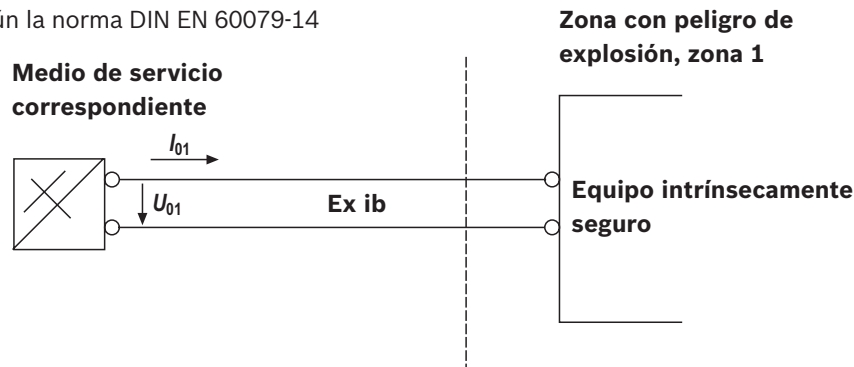 ún la norma DIN EN 60079-14
Zona con peligro de
explosión, zona 1
Medio de servicio
correspondiente
I01
U01
Ex ib
Equipo intrínsecamente
seguro